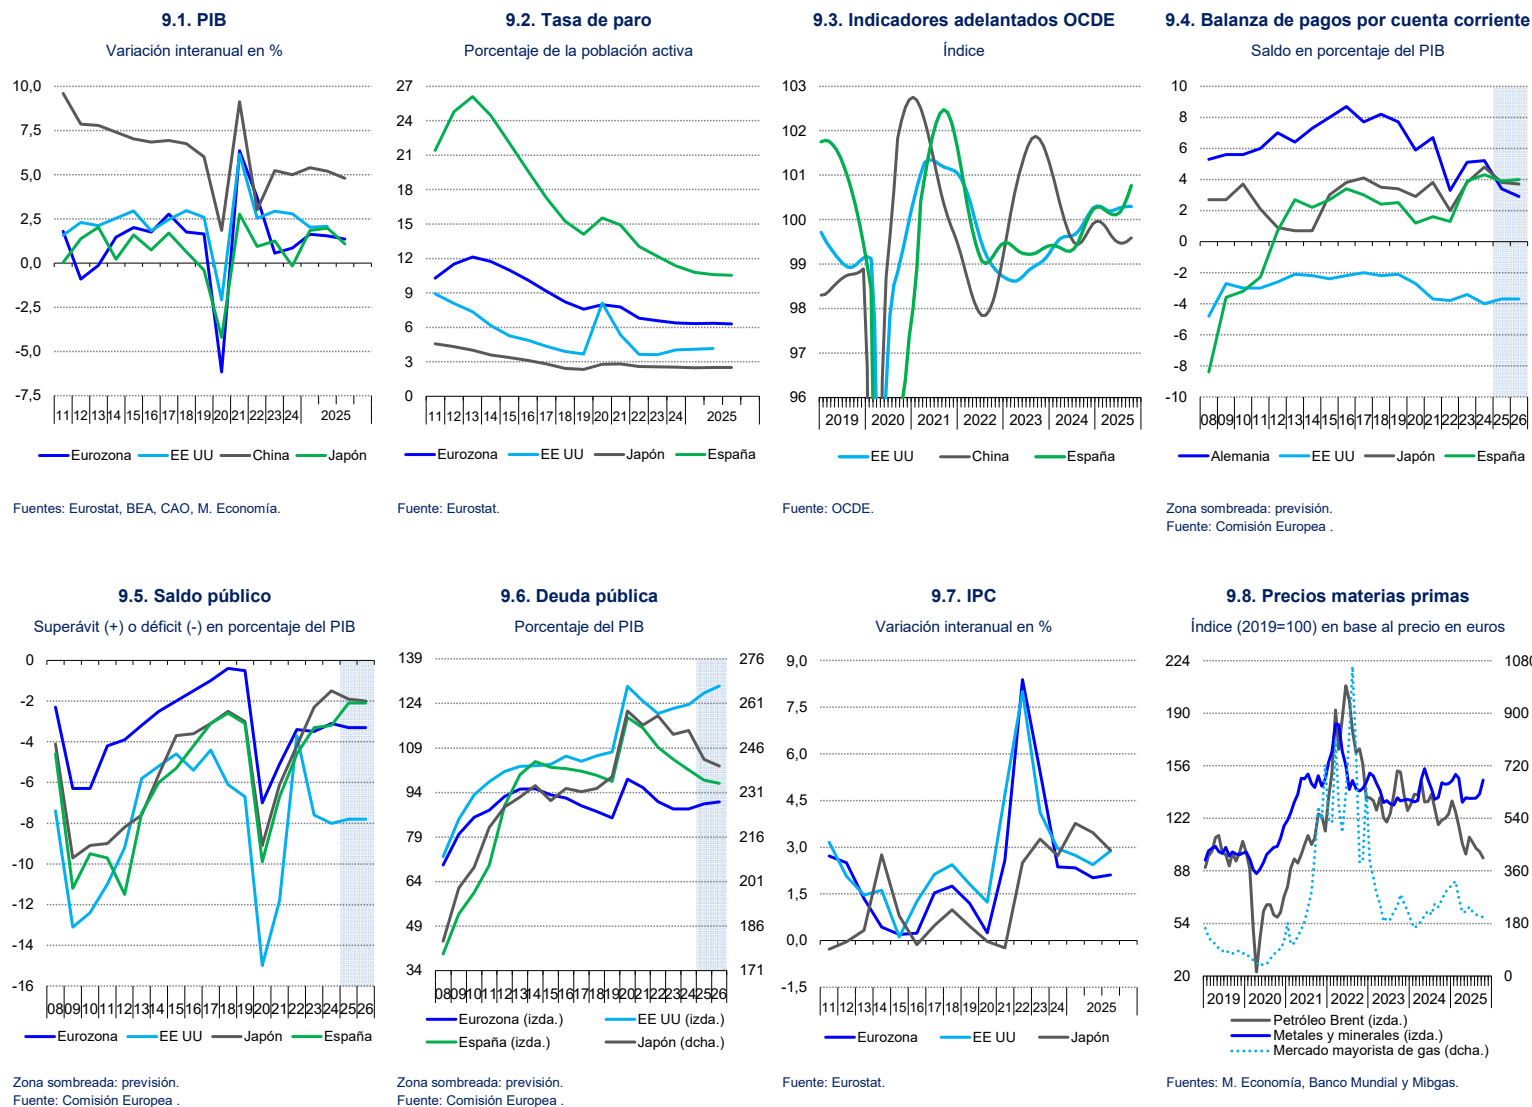 9.1. PIB
Variación interanual en %
10,0
7,5
5,0
2,5
0,0
-2,5
-5,0
-7,5
11 12 13 14 15 16 17 18 19 20 21 22 23 24 2025
Eurozona EE UU China Japón
Fuentes: Eurostat, BEA, CAO, M. Economía.
9.2. Tasa de paro
Porcentaje de la población activa
27
24
21
18
15
12
9
6
3
0
11 12 13 14 15 16 17 18 19 20 21 22 23 24 2025
Eurozona EE UU Japón España
Fuente: Eurostat.
9.3. Indicadores adelantados OCDE
Índice
103
102
101
100
99
98
97
96
2019 2020 2021 2022 2023 2024 2025
EE UU China España
Fuente: OCDE.
9.4. Balanza de pagos por cuenta corriente
Saldo en porcentaje del PIB
10
8
6
4
2
0
-2
-4
-6
-8
-10
08 09 10 11 12 13 14 15 16 17 18 19 20 21 22 23 24 25 26
Alemania EE UU Japón España
Zona sombreada: previsión.
Fuente: Comisión Europea .
9.5. Saldo público
Superávit (+) o déficit (-) en porcentaje del PIB
0
-2
-4
-6
-8
-10
-12
-14
-16
08 09 10 11 12 13 14 15 16 17 18 19 20 21 22 23 24 25 26
Eurozona EE UU Japón España
Zona sombreada: previsión.
Fuente: Comisión Europea .
9.6. Deuda pública
Porcentaje del PIB
139 276
124 261
109 246
94 231
79 216
64 201
49 186
34 171
08 09 10 11 12 13 14 15 16 17 18 19 20 21 22 23 24 25 26
Eurozona (izda.) EE UU (izda.)
España (izda.) Japón (dcha.)
Zona sombreada: previsión.
Fuente: Comisión Europea .
9.7. IPC
Variación interanual en %
9,0
7,5
6,0
4,5
3,0
1,5
0,0
-1,5
11 12 13 14 15 16 17 18 19 20 21 22 23 24 2025
Eurozona EE UU Japón
Fuente: Eurostat.
9.8. Precios materias primas
Índice (2019=100) en base al precio en euros
224 1080
190 900
156 720
122 540
88 360
54 180
20 0
2019 2020 2021 2022 2023 2024 2025
Petróleo Brent (izda.)
Metales y minerales (izda.)
Mercado mayorista de gas (dcha.)
Fuentes: M. Economía, Banco Mundial y Mibgas.